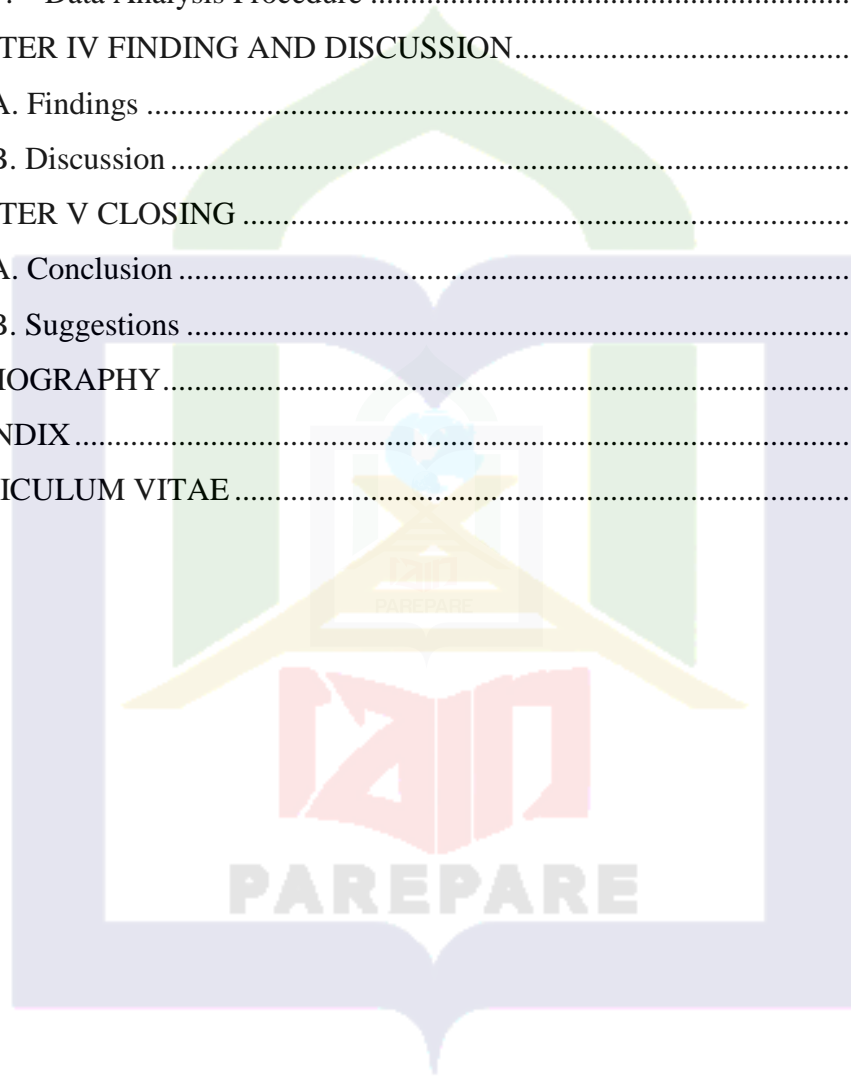 Data Analysis Procedure ................................................................
TER IV FINDING AND DISCUSSION.............................................
A. Findings ........................................................................................
B. Discussion .....................................................................................
TER V CLOSING ..............................................................................
A. Conclusion ....................................................................................
B. Suggestions ...................................................................................
IOGRAPHY........................................................................................
NDIX ..................................................................................................
ICULUM VITAE ...............................................................................
PAREPARE
PAREPARE